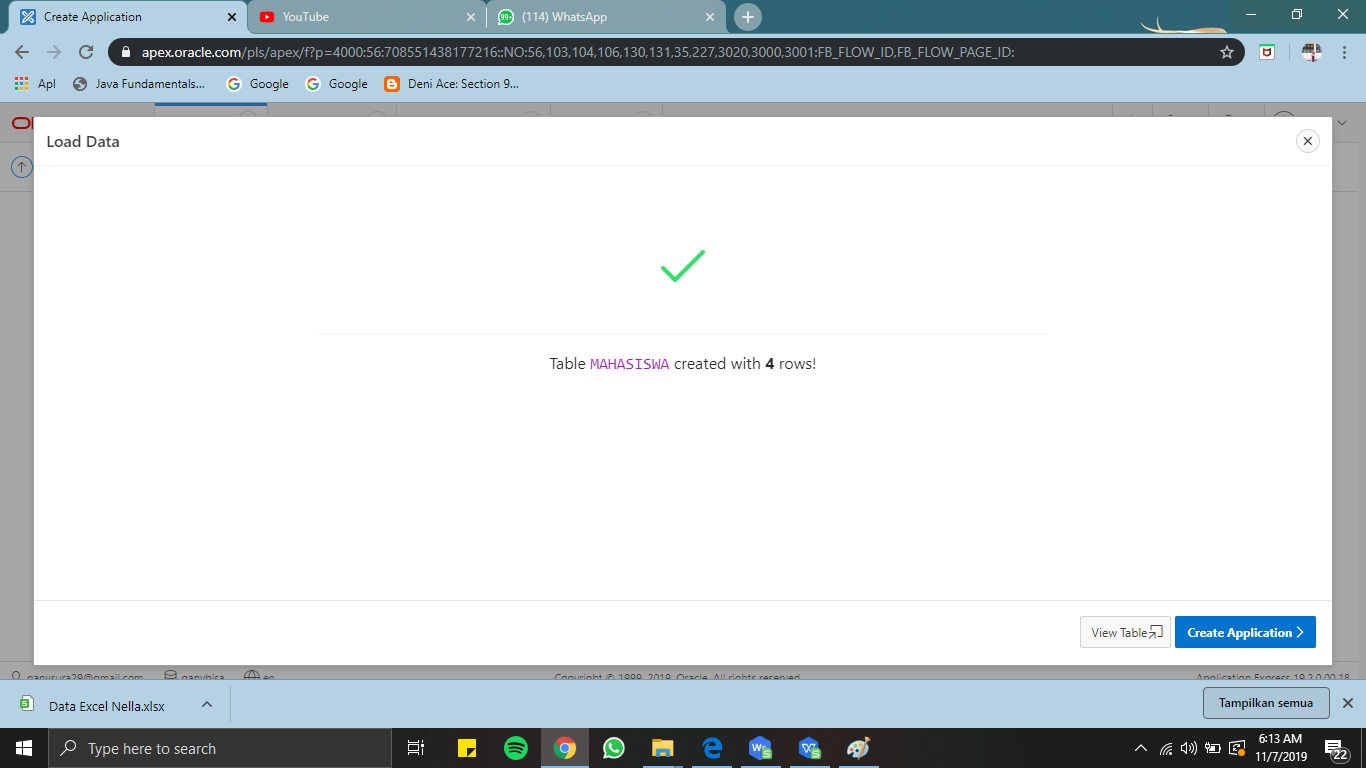 Create Application
YouTube
99+
(114) WhatsApp
apex.oracle.com/pls/apex/f?p=4000:56:708551438177216::NO:56,103,104,106,130,131,35,227,3020,3000,3001:FB_FLOW_ID,FB_FLOW_PAGE_ID:
Apl
Java Fundamentals...
Google
Google
Deni Ace: Section 9...
Load Data
Table MAHASISWA created with 4 rows!
View Table
Create Application
en
Copyright © 1999, 2019, Oracle. All rights reserved.
Application Express 19.2.0.00.18
Data Excel Nella.xlsx
Tampilkan semua
Type here to search
6:13 AM
11/7/2019
22